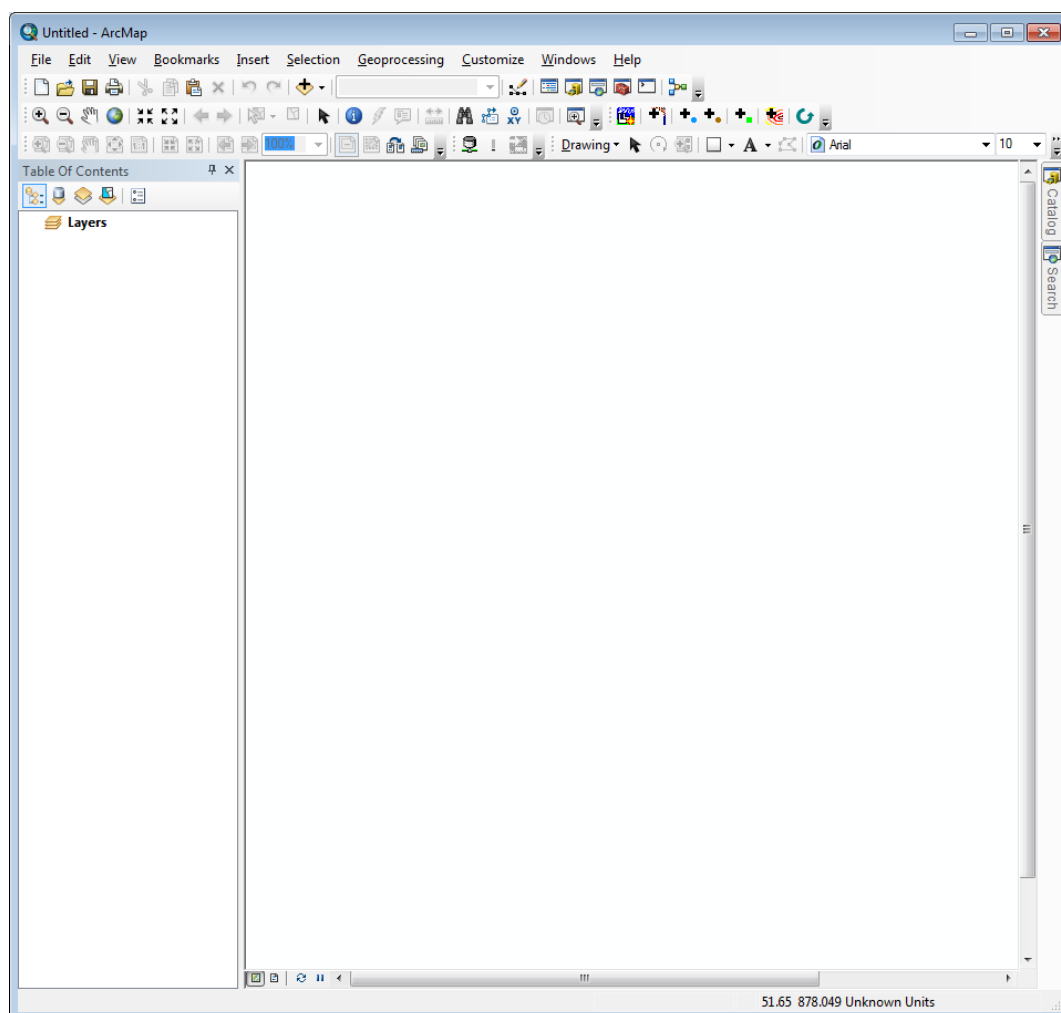 Untitled - ArcMap
File Edit View Bookmarks Insert Selection Geoprocessing Customize Windows Help
100% Drawing A Arial 10
Table Of Contents
Layers
Catalog
Search
51.65 878.049 Unknown Units